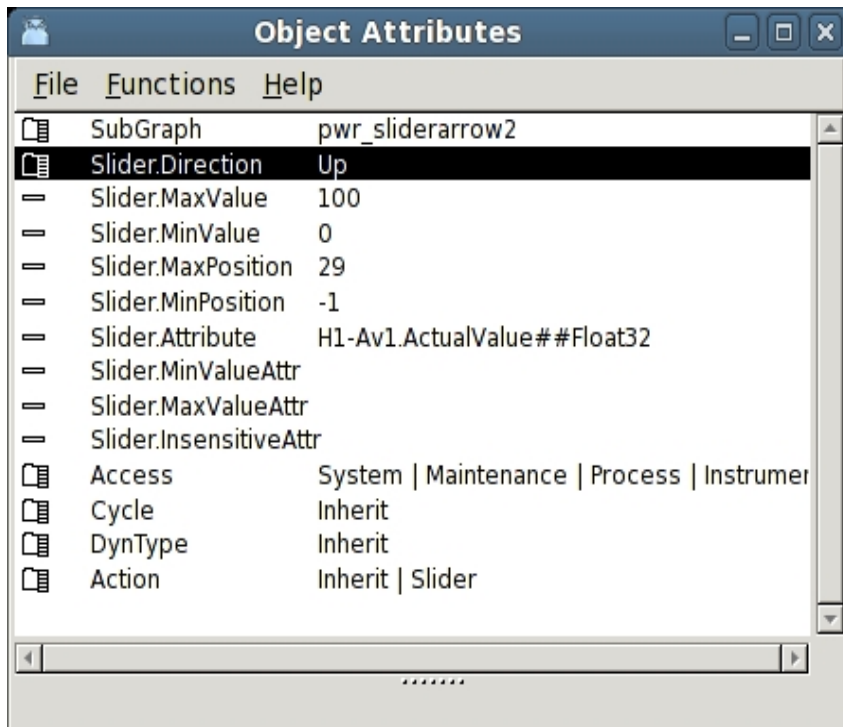 Object Attributes
File Functions Help
SubGraph pwr_sliderarrow2
Slider.Direction Up
Slider.MaxValue 100
Slider.MinValue 0
Slider.MaxPosition 29
Slider.MinPosition -1
Slider.Attribute H1-Av1.ActualValue##Float32
Slider.MinValueAttr
Slider.MaxValueAttr
Slider.InsensitiveAttr
Access System | Maintenance | Process | Instrumer
Cycle Inherit
DynType Inherit
Action Inherit | Slider